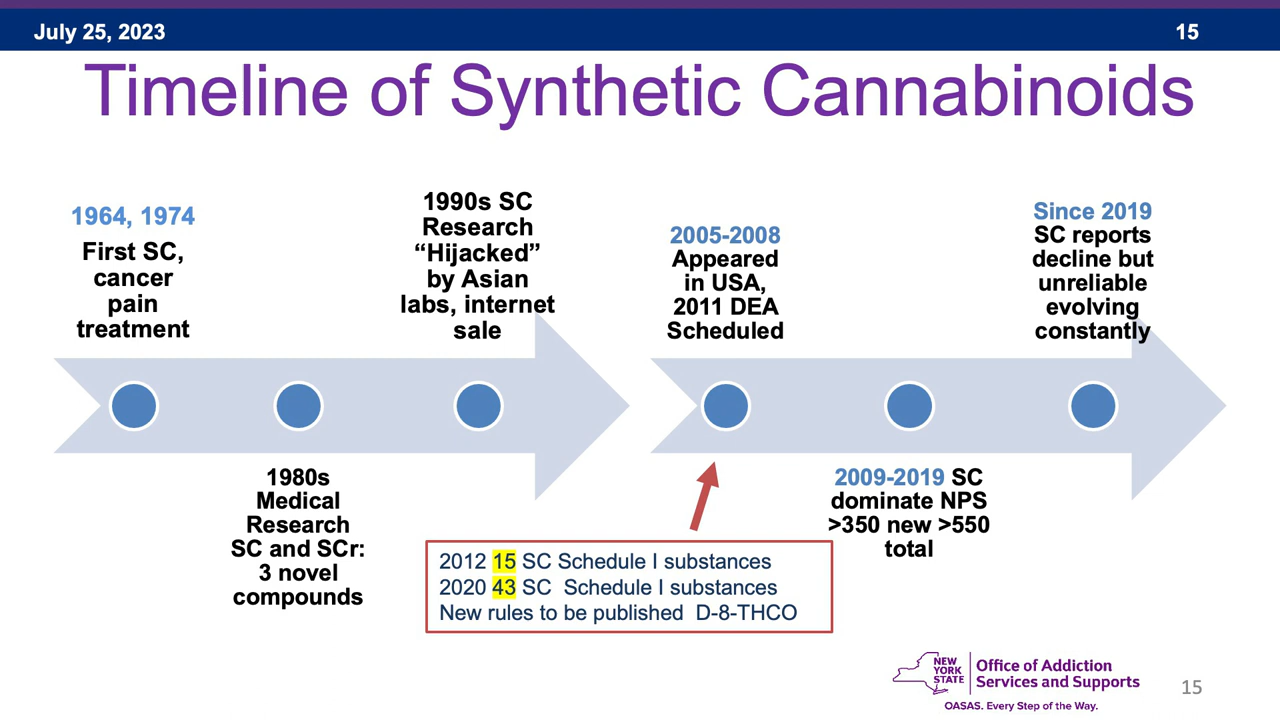 July 25, 2023
15
Timeline of Synthetic Cannabinoids
1964, 1974
First SC,
cancer
pain
treatment
1980s
Medical
Research
SC and SCr:
3 novel
compounds
1990s SC
Research
“Hijacked”
by Asian
labs, internet
sale
2005-2008
Appeared
in USA,
2011 DEA
Scheduled
2012 15 SC Schedule I substances
2020 43 SC  Schedule I substances
New rules to be published  D-8-THCO
2009-2019 SC
dominate NPS
>350 new >550
total
Since 2019
SC reports
decline but
unreliable
evolving
constantly
NEW
YORK
STATE
Office of Addiction
Services and Supports
OASAS. Every Step of the Way.
15